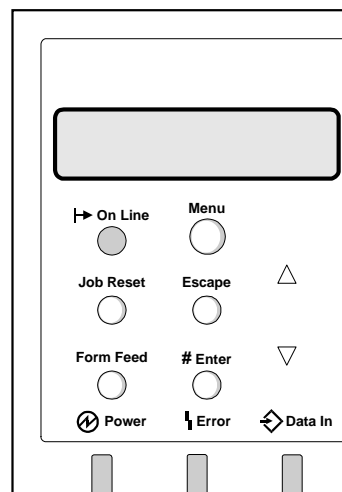 On Line
Menu
Job Reset
Escape
Form Feed
# Enter
Power
Error
Data In